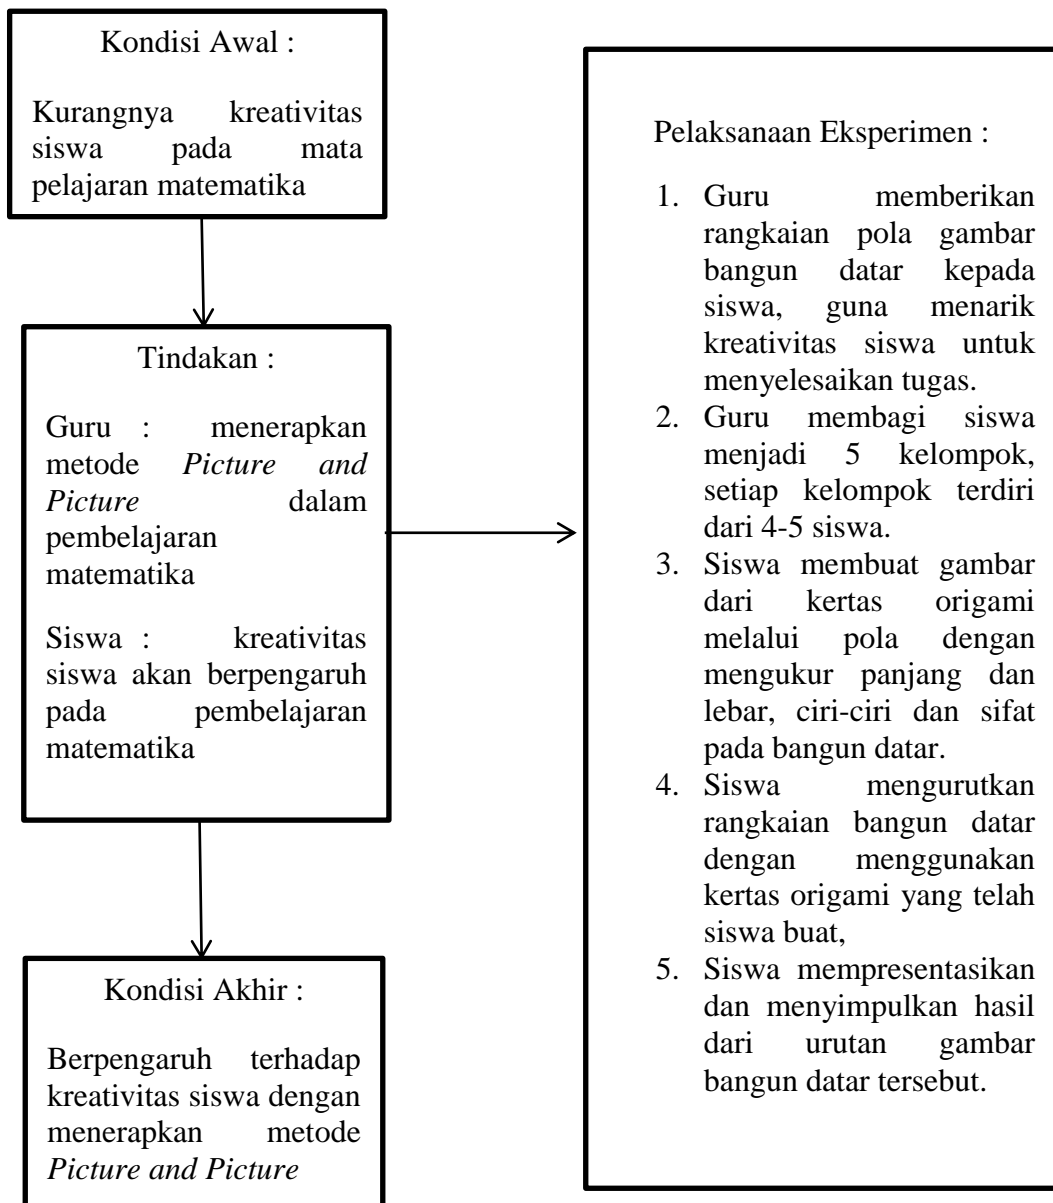 Kondisi Awal :
Kurangnya kreativitas
siswa pada mata
pelajaran matematika
Tindakan :
Guru : menerapkan
metode Picture and
Picture dalam
pembelajaran
matematika
Siswa : kreativitas
siswa akan berpengaruh
pada pembelajaran
matematika
Kondisi Akhir :
Berpengaruh terhadap
kreativitas siswa dengan
menerapkan metode
Picture and Picture
Pelaksanaan Eksperimen :
1. Guru memberikan
rangkaian pola gambar
bangun datar kepada
siswa, guna menarik
kreativitas siswa untuk
menyelesaikan tugas.
2. Guru membagi siswa
menjadi 5 kelompok,
setiap kelompok terdiri
dari 4-5 siswa.
3. Siswa membuat gambar
dari kertas origami
melalui pola dengan
mengukur panjang dan
lebar, ciri-ciri dan sifat
pada bangun datar.
4. Siswa mengurutkan
rangkaian bangun datar
dengan menggunakan
kertas origami yang telah
siswa buat,
5. Siswa mempresentasikan
dan menyimpulkan hasil
dari urutan gambar
bangun datar tersebut.